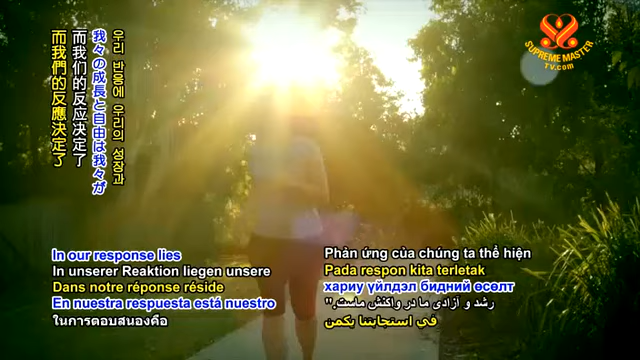 우리 반응에 우리의 성장과
我々の成長と自由は我々が
而我们的反应决定了
而我們的反應決定了
SUPREME MASTER
TV.com
In our response lies
In unserer Reaktion liegen unsere
Dans notre réponse réside
En nuestra respuesta está nuestro
ในการตอบสนองคือ
Phản ứng của chúng ta thể hiện
Pada respon kita terletak
хариу үйлдэл бидний өсөлт
رشد و آزادی ما در واکنش ماست."
في استجابتنا يكمن